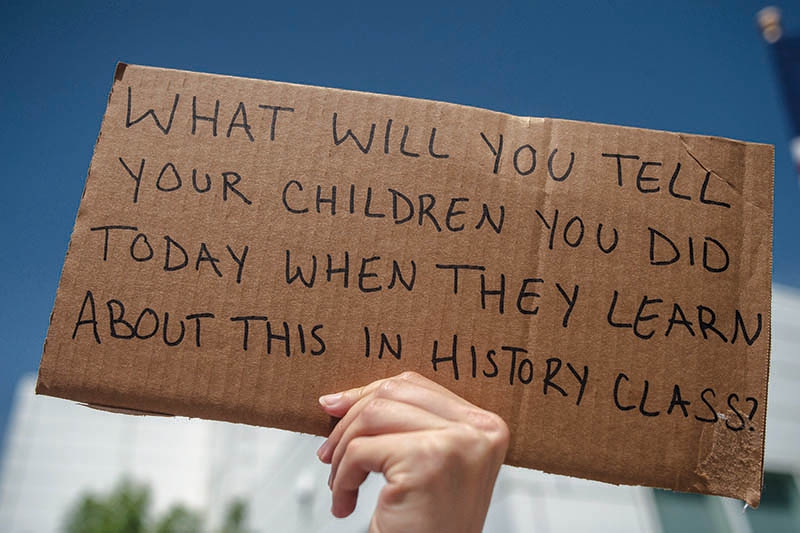 WHAT WILL YOU TELL
YOUR CHILDREN YOU DID
TODAY WHEN THEY LEARN
ABOUT THIS IN HISTORY CLASS?